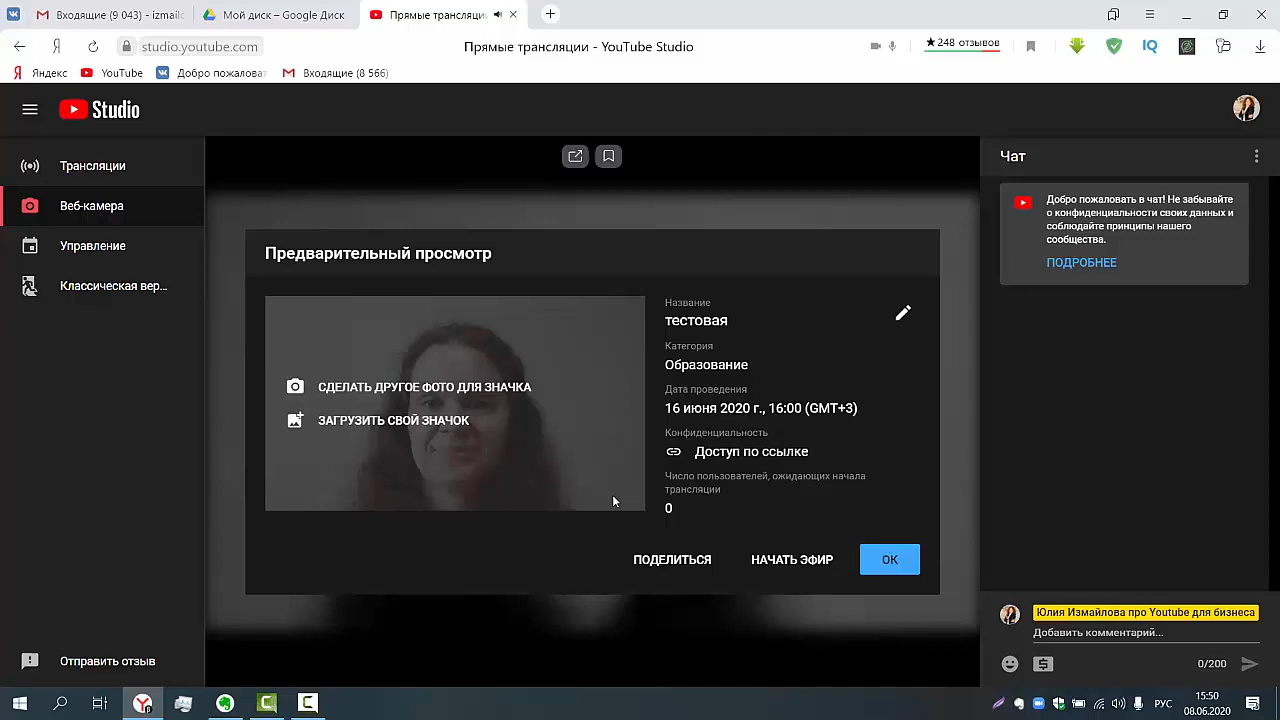 Входящие (9 043) - izmail
Мой диск – Google Диск
Прямые трансляци
studio.youtube.com
Прямые трансляции - YouTube Studio
★248 отзывов
Яндекс
YouTube
Добро пожалова
Входящие (8 566)
Studio
Трансляции
Веб-камера
Управление
Классическая вер...
Отправить отзыв
Предварительный просмотр
СДЕЛАТЬ ДРУГОЕ ФОТО ДЛЯ ЗНАЧКА
ЗАГРУЗИТЬ СВОЙ ЗНАЧОК
Название
тестовая
Категория
Образование
Дата проведения
16 июня 2020 г., 16:00 (GMT+3)
Конфиденциальность
Доступ по ссылке
Число пользователей, ожидающих начала
трансляции
0
ПОДЕЛИТЬСЯ
НАЧАТЬ ЭФИР
ОК
Чат
Добро пожаловать в чат! Не забывайте
о конфиденциальности своих данных и
соблюдайте принципы нашего
сообщества.
ПОДРОБНЕЕ
Юлия Измайлова про Youtube для бизнеса
Добавить комментарий...
0/200
РУС
15:50
08.06.2020